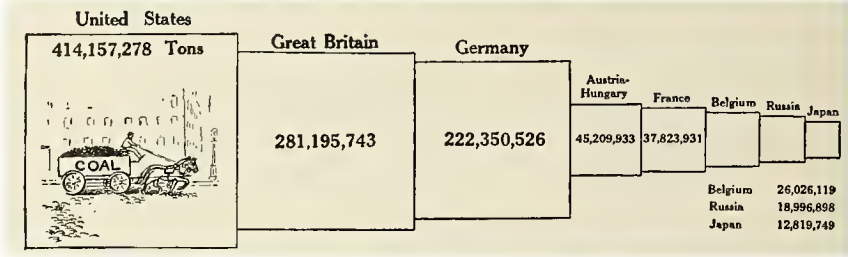 United States
414,157,278 Tons
COAL
Great Britain
281,195,743
Germany
222,350,526
Austria-
Hungary
45,209,933
France
37,823,931
Belgium
Russia
Japan
Belgium 26,026,119
Russia 18,996,898
Japan 12,819,749